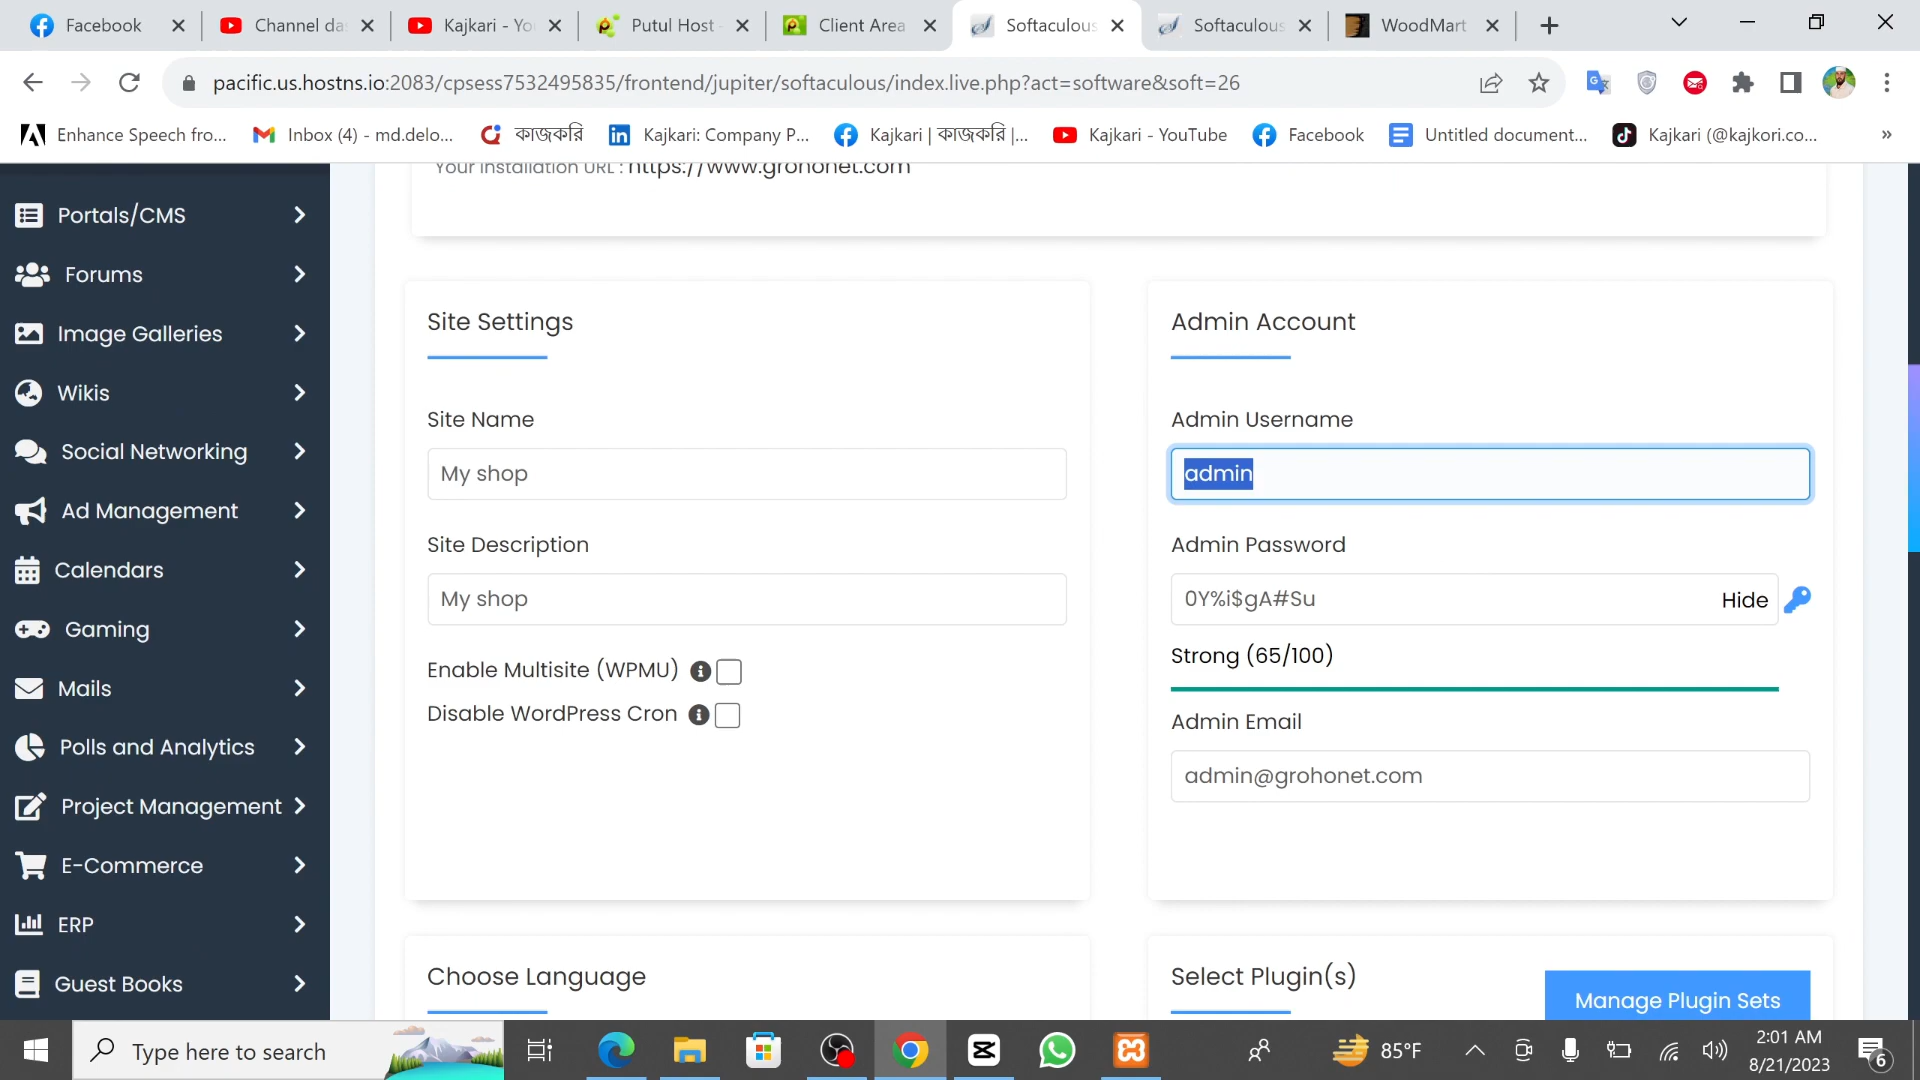 Facebook
Channel da
Kajkari - Yo
Putul Host -
Client Area
Softaculous
Softaculous
WoodMart
pacific.us.hostns.io:2083/cpsess7532495835/frontend/jupiter/softaculous/index.live.php?act=software&soft=26
Enhance Speech fro...
Inbox (4) - md.delo...
কাজকরি
Kajkari: Company P...
Kajkari | কাজকরি |...
Kajkari - YouTube
Facebook
Untitled document...
Kajkari (@kajkori.co...
»
Your Installation URL : https://www.grohonet.com
Portals/CMS
Forums
Image Galleries
Wikis
Social Networking
Ad Management
Calendars
Gaming
Mails
Polls and Analytics
Project Management
E-Commerce
ERP
Guest Books
Site Settings
Site Name
My shop
Site Description
My shop
Enable Multisite (WPMU)
Disable WordPress Cron
Admin Account
Admin Username
admin
Admin Password
0Y%i$gA#Su
Hide
Strong (65/100)
Admin Email
admin@grohonet.com
Choose Language
Select Plugin(s)
Manage Plugin Sets
Type here to search
85°F
2:01 AM
8/21/2023
6